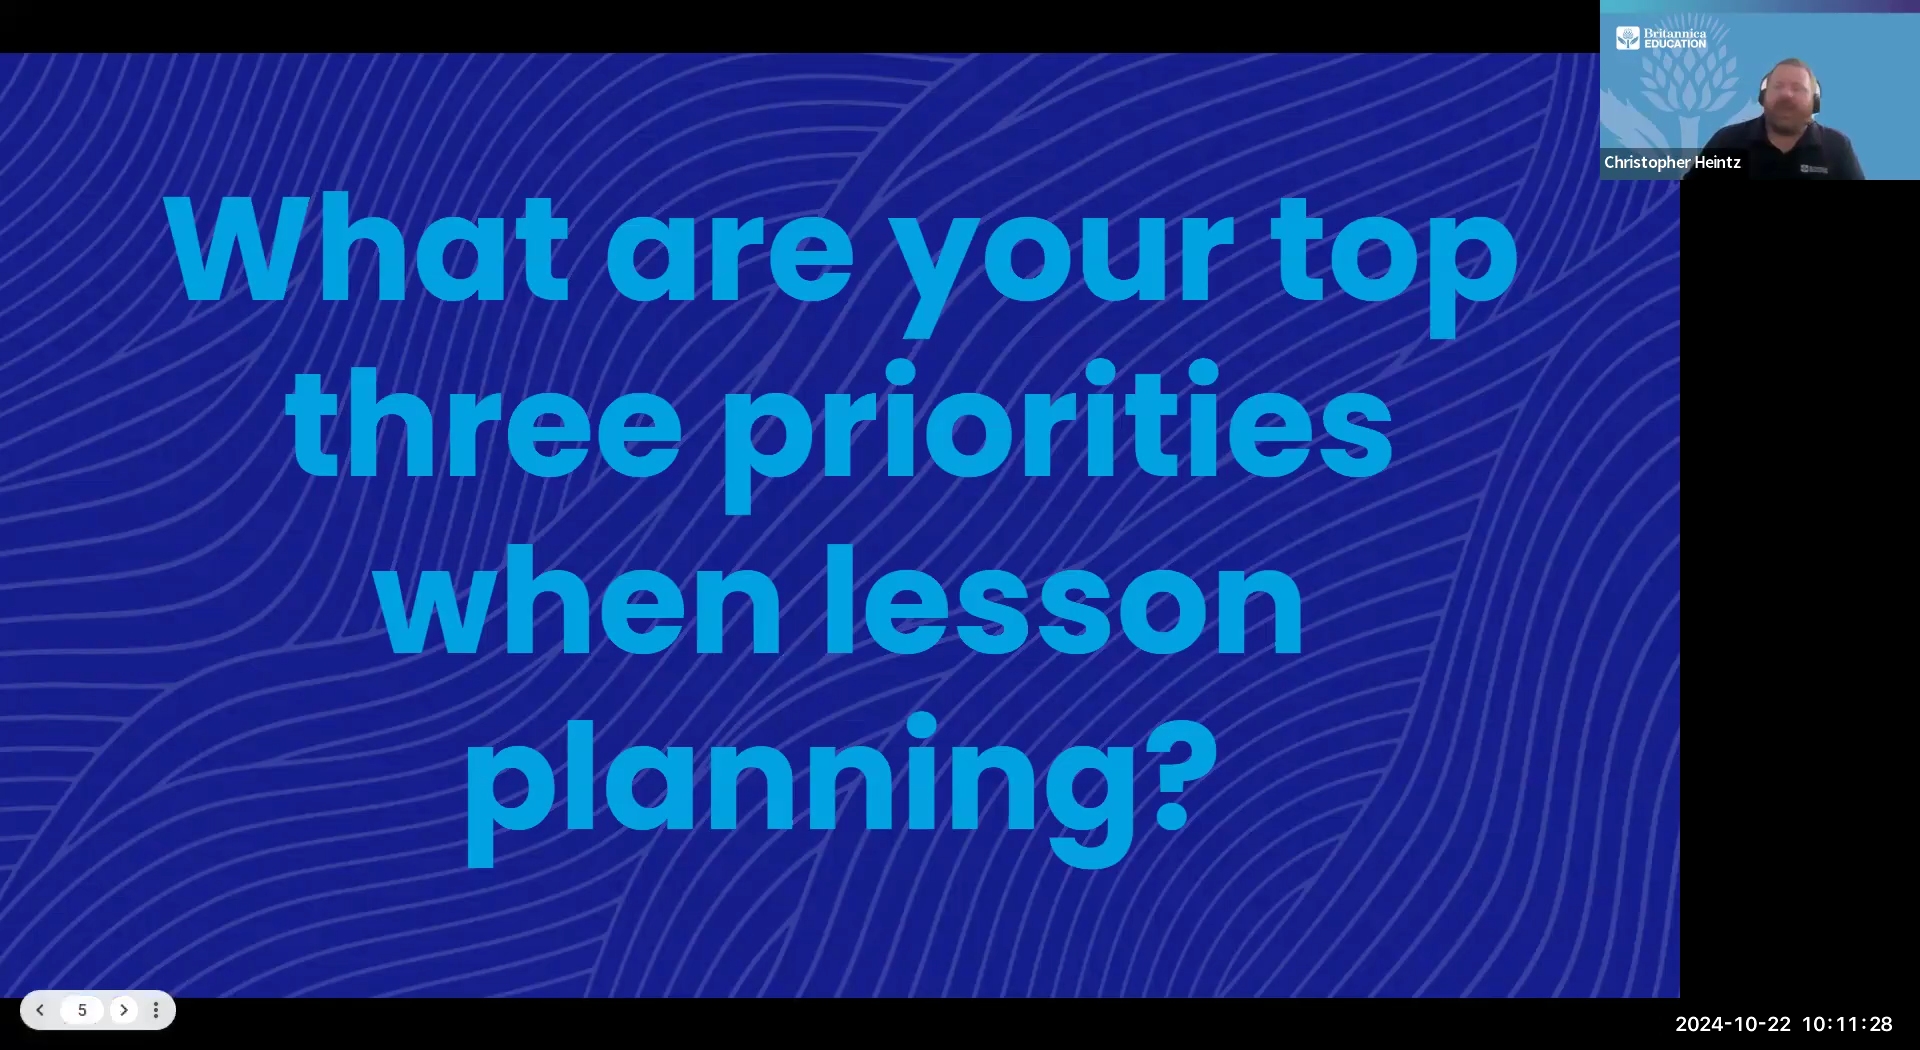 Britannica
EDUCATION
Christopher Heintz
What are your top
three priorities
when lesson
planning?
5
2024-10-22 10:11:28